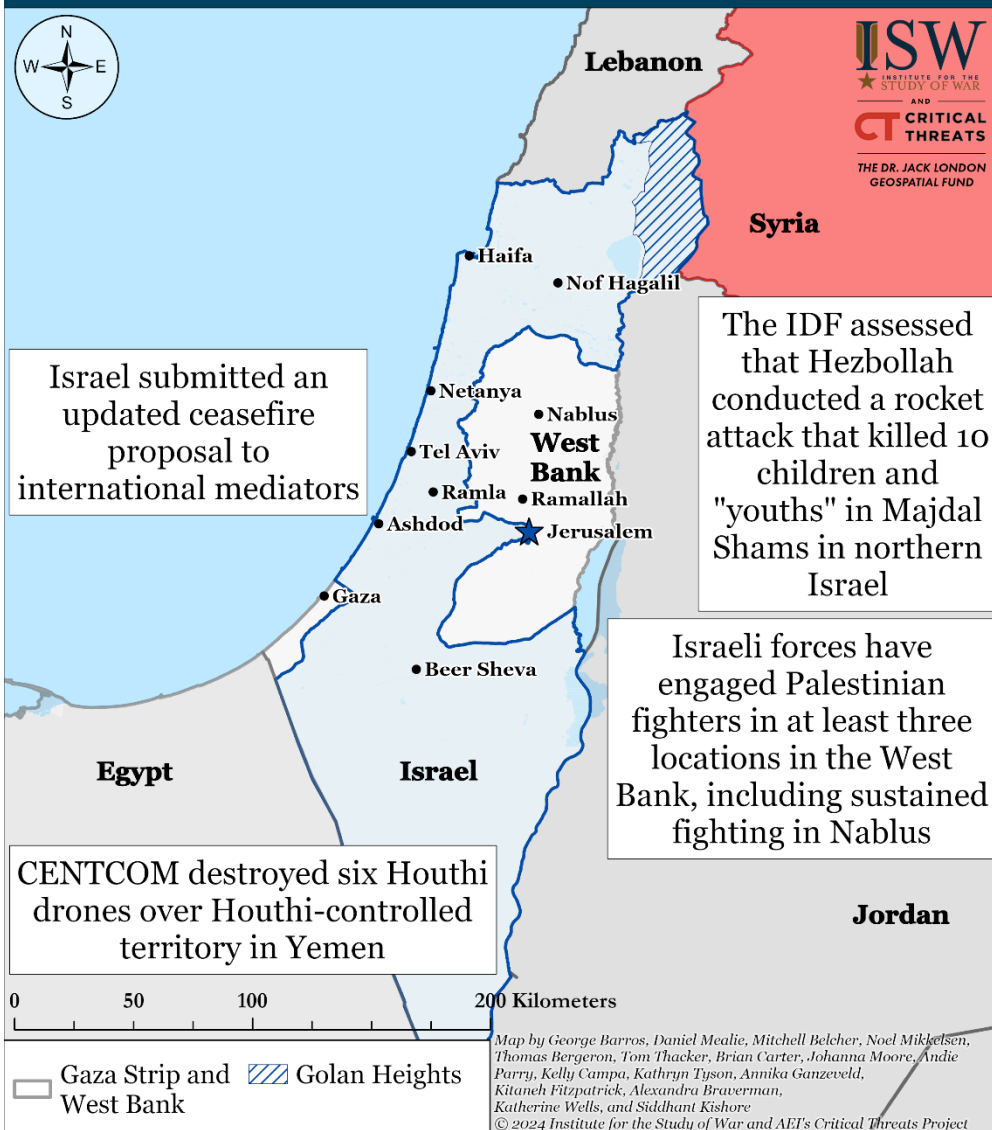 N
W
E
S
Lebanon
ISW
INSTITUTE FOR THE
STUDY OF WAR
AND
CT CRITICAL
THREATS
THE DR. JACK LONDON
GEOSPATIAL FUND
Syria
Haifa
Nof Hagalil
The IDF assessed
that Hezbollah
conducted a rocket
attack that killed 10
children and
"youths" in Majdal
Shams in northern
Israel
Israel submitted an
updated ceasefire
proposal to
international mediators
Netanya
Nablus
Tel Aviv
West
Bank
Ramla
Ramallah
Ashdod
Jerusalem
Gaza
Beer Sheva
Israeli forces have
engaged Palestinian
fighters in at least three
locations in the West
Bank, including sustained
fighting in Nablus
Egypt
Israel
CENTCOM destroyed six Houthi
drones over Houthi-controlled
territory in Yemen
Jordan
0 50 100 200 Kilometers
Gaza Strip and
West Bank
Golan Heights
Map by George Barros, Daniel Mealie, Mitchell Belcher, Noel Mikkelsen,
Thomas Bergeron, Tom Thacker, Brian Carter, Johanna Moore, Andie
Parry, Kelly Campa, Kathryn Tyson, Annika Ganzeveld,
Kitaneh Fitzpatrick, Alexandra Braverman,
Katherine Wells, and Siddhant Kishore
© 2024 Institute for the Study of War and AEI's Critical Threats Project